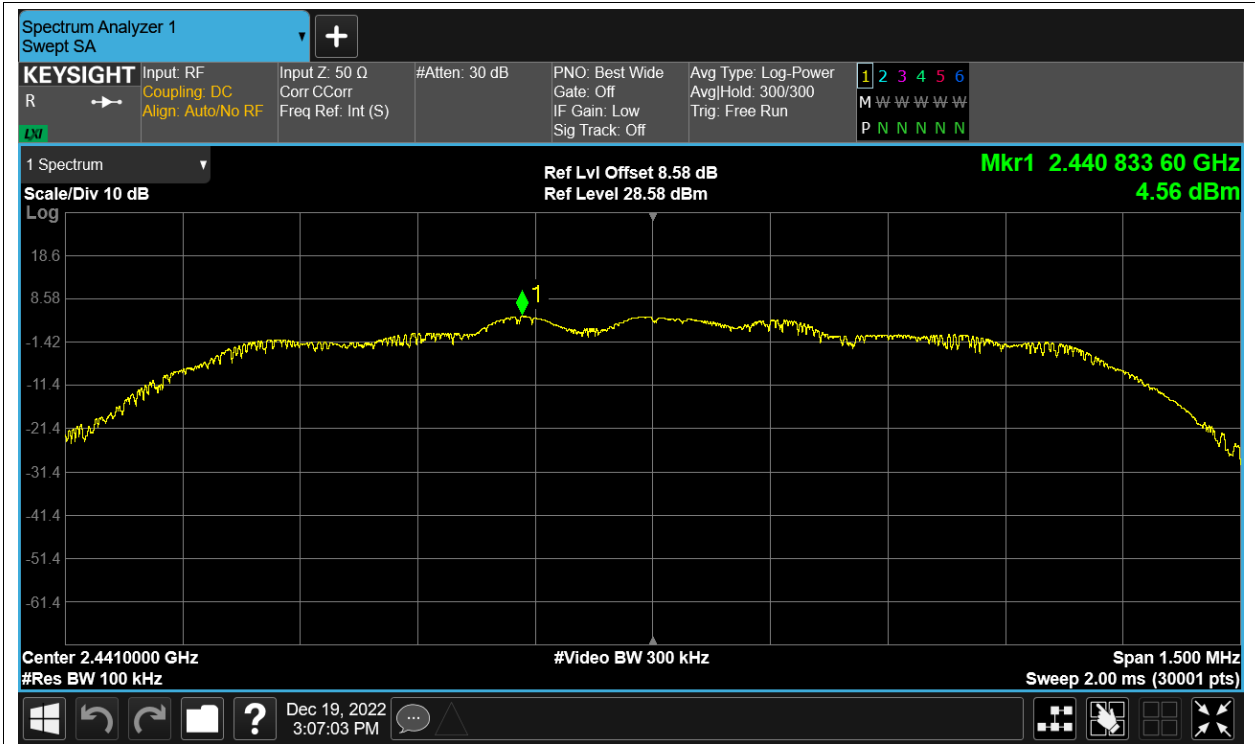 Spectrum Analyzer 1
Swept SA
KEYSIGHT
R
LXI
Input: RF
Coupling: DC
Align: Auto/No RF
Input Z: 50 Ω
Corr CCorr
Freq Ref: Int (S)
#Atten: 30 dB
PNO: Best Wide
Gate: Off
IF Gain: Low
Sig Track: Off
Avg Type: Log-Power
Avg|Hold: 300/300
Trig: Free Run
1 2 3 4 5 6
M W W W W W
P N N N N N
1 Spectrum
Scale/Div 10 dB
Log
Ref Lvl Offset 8.58 dB
Ref Level 28.58 dBm
Mkr1 2.440 833 60 GHz
4.56 dBm
18.6
8.58
1
-1.42
-11.4
-21.4
-31.4
-41.4
-51.4
-61.4
Center 2.4410000 GHz
#Video BW 300 kHz
Span 1.500 MHz
#Res BW 100 kHz
Sweep 2.00 ms (30001 pts)
?
Dec 19, 2022
3:07:03 PM